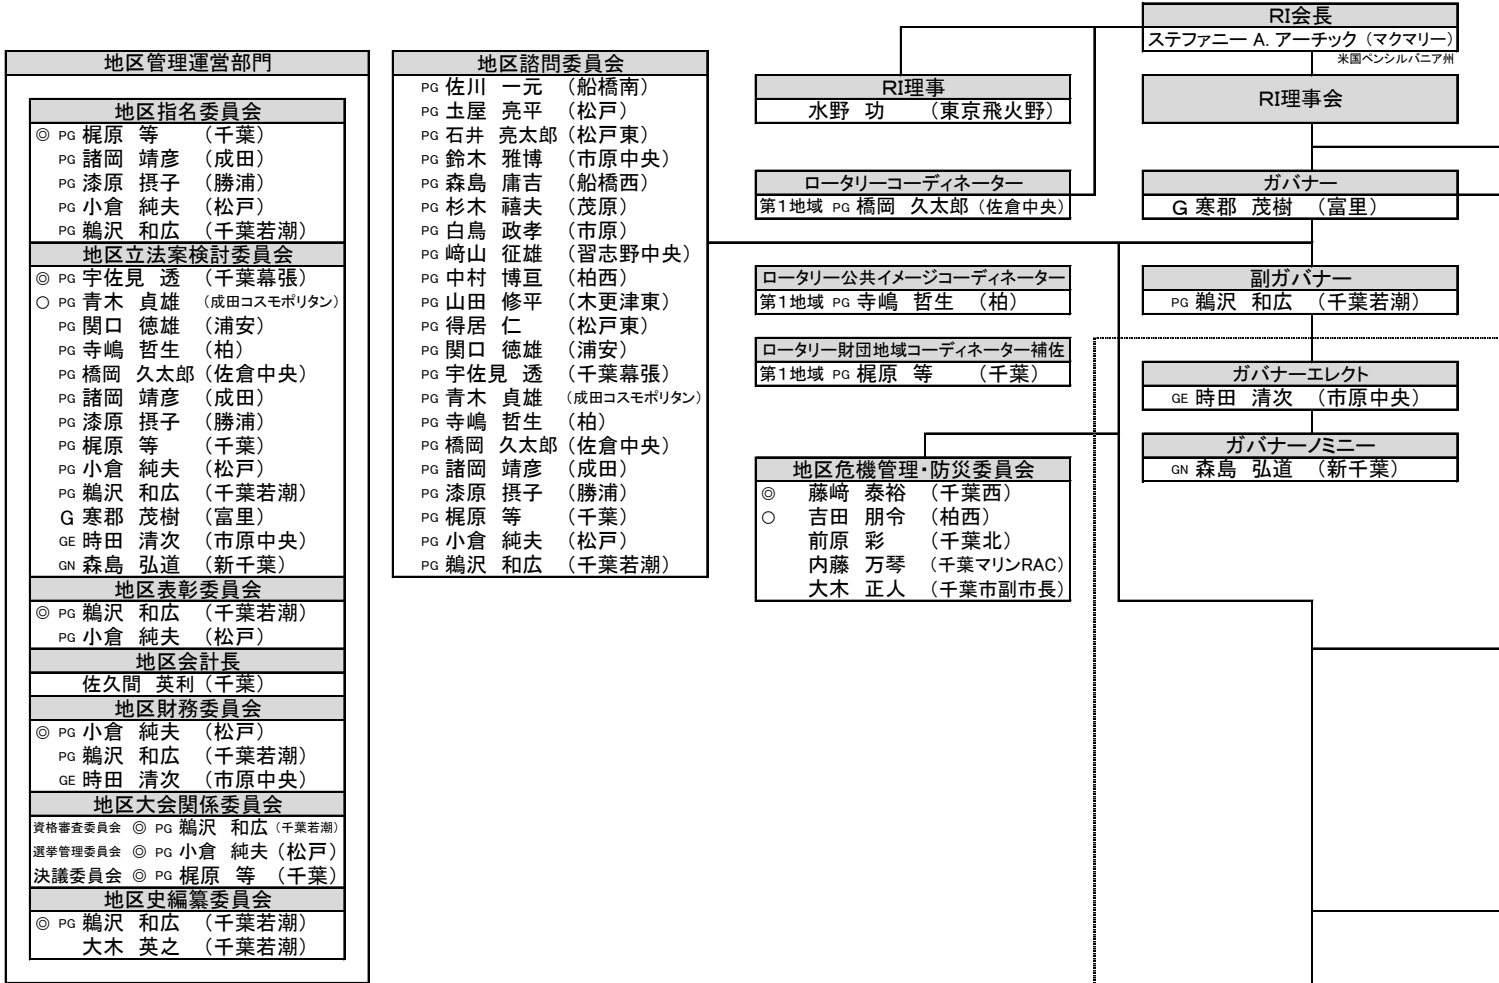 地区管理運営部門
地区指名委員会
◎ PG 梶原 等 （千葉）
PG 諸岡 靖彦 （成田）
PG 漆原 摂子 （勝浦）
PG 小倉 純夫 （松戸）
PG 鵜沢 和広 （千葉若潮）
地区立法案検討委員会
◎ PG 宇佐見 透 （千葉幕張）
○ PG 青木 貞雄 （成田コスモポリタン）
PG 関口 徳雄 （浦安）
PG 寺嶋 哲生 （柏）
PG 橋岡 久太郎 （佐倉中央）
PG 諸岡 靖彦 （成田）
PG 漆原 摂子 （勝浦）
PG 梶原 等 （千葉）
PG 小倉 純夫 （松戸）
PG 鵜沢 和広 （千葉若潮）
G 寒郡 茂樹 （富里）
GE 時田 清次 （市原中央）
GN 森島 弘道 （新千葉）
地区表彰委員会
◎ PG 鵜沢 和広 （千葉若潮）
PG 小倉 純夫 （松戸）
地区会計長
佐久間 英利 （千葉）
地区財務委員会
◎ PG 小倉 純夫 （松戸）
PG 鵜沢 和広 （千葉若潮）
GE 時田 清次 （市原中央）
地区大会関係委員会
資格審査委員会 ◎ PG 鵜沢 和広 （千葉若潮）
選挙管理委員会 ◎ PG 小倉 純夫 （松戸）
決議委員会 ◎ PG 梶原 等 （千葉）
地区史編纂委員会
◎ PG 鵜沢 和広 （千葉若潮）
大木 英之 （千葉若潮）
地区諮問委員会
PG 佐川 一元 （船橋南）
PG 圡屋 亮平 （松戸）
PG 石井 亮太郎 （松戸東）
PG 鈴木 雅博 （市原中央）
PG 森島 庸吉 （船橋西）
PG 杉木 禧夫 （茂原）
PG 白鳥 政孝 （市原）
PG 﨑山 征雄 （習志野中央）
PG 中村 博亘 （柏西）
PG 山田 修平 （木更津東）
PG 得居 仁 （松戸東）
PG 関口 徳雄 （浦安）
PG 宇佐見 透 （千葉幕張）
PG 青木 貞雄 （成田コスモポリタン）
PG 寺嶋 哲生 （柏）
PG 橋岡 久太郎 （佐倉中央）
PG 諸岡 靖彦 （成田）
PG 漆原 摂子 （勝浦）
PG 梶原 等 （千葉）
PG 小倉 純夫 （松戸）
PG 鵜沢 和広 （千葉若潮）
RI理事
水野 功 （東京飛火野）
ロータリーコーディネーター
第1地域 PG 橋岡 久太郎 （佐倉中央）
ロータリー公共イメージコーディネーター
第1地域 PG 寺嶋 哲生 （柏）
ロータリー財団地域コーディネーター補佐
第1地域 PG 梶原 等 （千葉）
地区危機管理・防災委員会
◎ 藤﨑 泰裕 （千葉西）
○ 吉田 朋令 （柏西）
前原 彩 （千葉北）
内藤 万琴 （千葉マリンRAC）
大木 正人 （千葉市副市長）
RI会長
ステファニー A. アーチック （マクマリー）
米国ペンシルバニア州
RI理事会
ガバナー
G 寒郡 茂樹 （富里）
副ガバナー
PG 鵜沢 和広 （千葉若潮）
ガバナーエレクト
GE 時田 清次 （市原中央）
ガバナーノミニー
GN 森島 弘道 （新千葉）